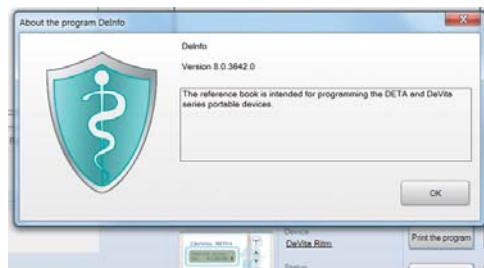 About the program DeInfo
DeInfo
Version 8.0.3642.0
The reference book is intended for programming the DETA and DeVita
series portable devices.
OK
Device
DeVita Ritm
Print the program
Status